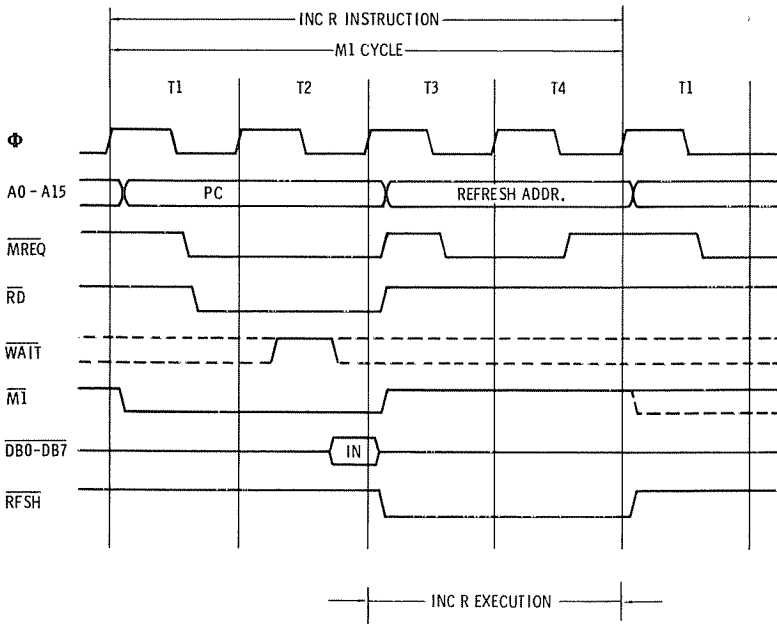 INC R INSTRUCTION
M1 CYCLE
T1 T2 T3 T4 T1
Φ
A0 - A15 PC REFRESH ADDR.
MREQ
RD
WAIT
M1
DB0-DB7 IN
RFSH
INC R EXECUTION